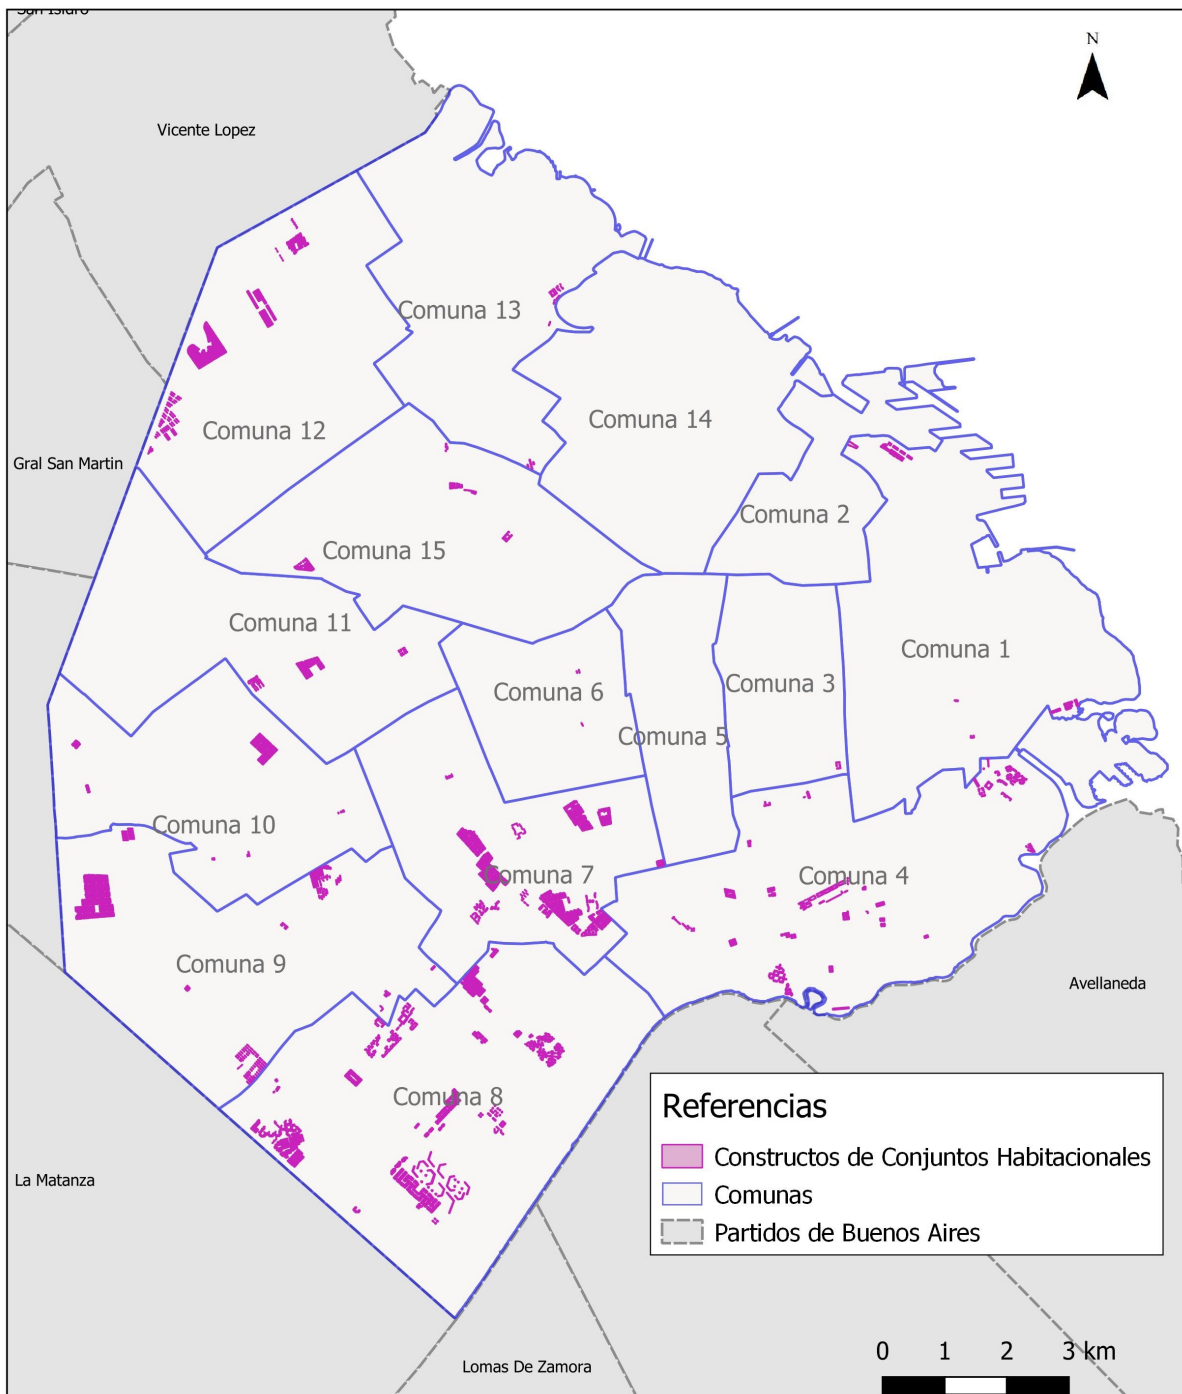 San Isidro
N
Vicente Lopez
Comuna 13
Comuna 14
Comuna 12
Gral San Martin
Comuna 2
Comuna 15
Comuna 11
Comuna 1
Comuna 3
Comuna 6
Comuna 5
Comuna 10
Comuna 7
Comuna 4
Comuna 9
Avellaneda
Comuna 8
Referencias
Constructos de Conjuntos Habitacionales
Comunas
Partidos de Buenos Aires
La Matanza
Lomas De Zamora
0 1 2 3 km